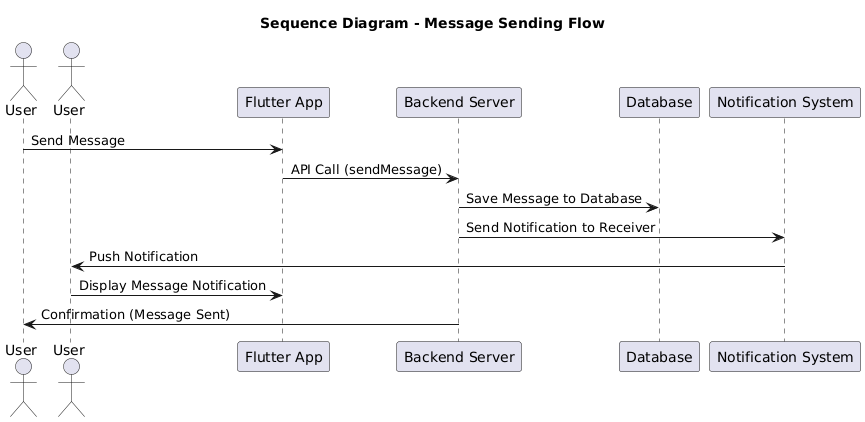 Sequence Diagram - Message Sending Flow
User
User
Flutter App
Backend Server
Database
Notification System
Send Message
API Call (sendMessage)
Save Message to Database
Send Notification to Receiver
Push Notification
Display Message Notification
Confirmation (Message Sent)
User
User
Flutter App
Backend Server
Database
Notification System